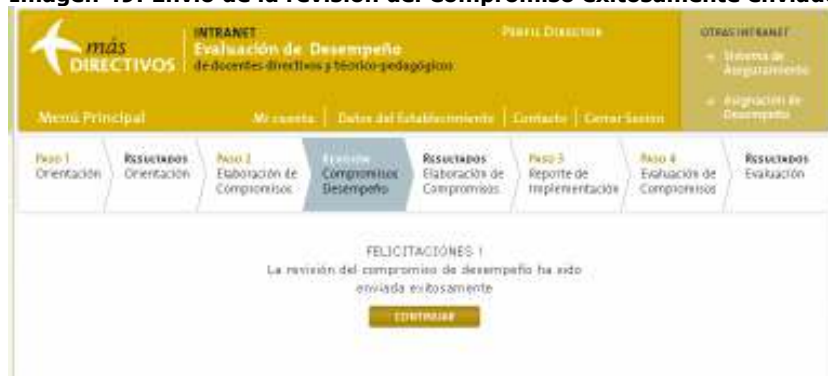 Imagen 49: Envío de la revisión del compromiso exitosamente enviado
más
DIRECTIVOS
INTRANET
Evaluación de Desempeño
de docentes directivos y técnico-pedagógicos
PERFIL DIRECTOR
OTRAS INTRANET
Sistema de
Aseguramiento
Asignación de
Desempeño
Menú Principal
Mi cuenta | Datos del Establecimiento | Contacto | Cerrar Sesión
PASO 1
Orientación
RESULTADOS
Orientación
PASO 2
Elaboración de
Compromisos
REVISIÓN
Compromisos
Desempeño
RESULTADOS
Elaboración de
Compromisos
PASO 3
Reporte de
Implementación
PASO 4
Evaluación de
Compromisos
RESULTADOS
Evaluación
FELICITACIONES !
La revisión del compromiso de desempeño ha sido
enviada exitosamente
CONTINUAR